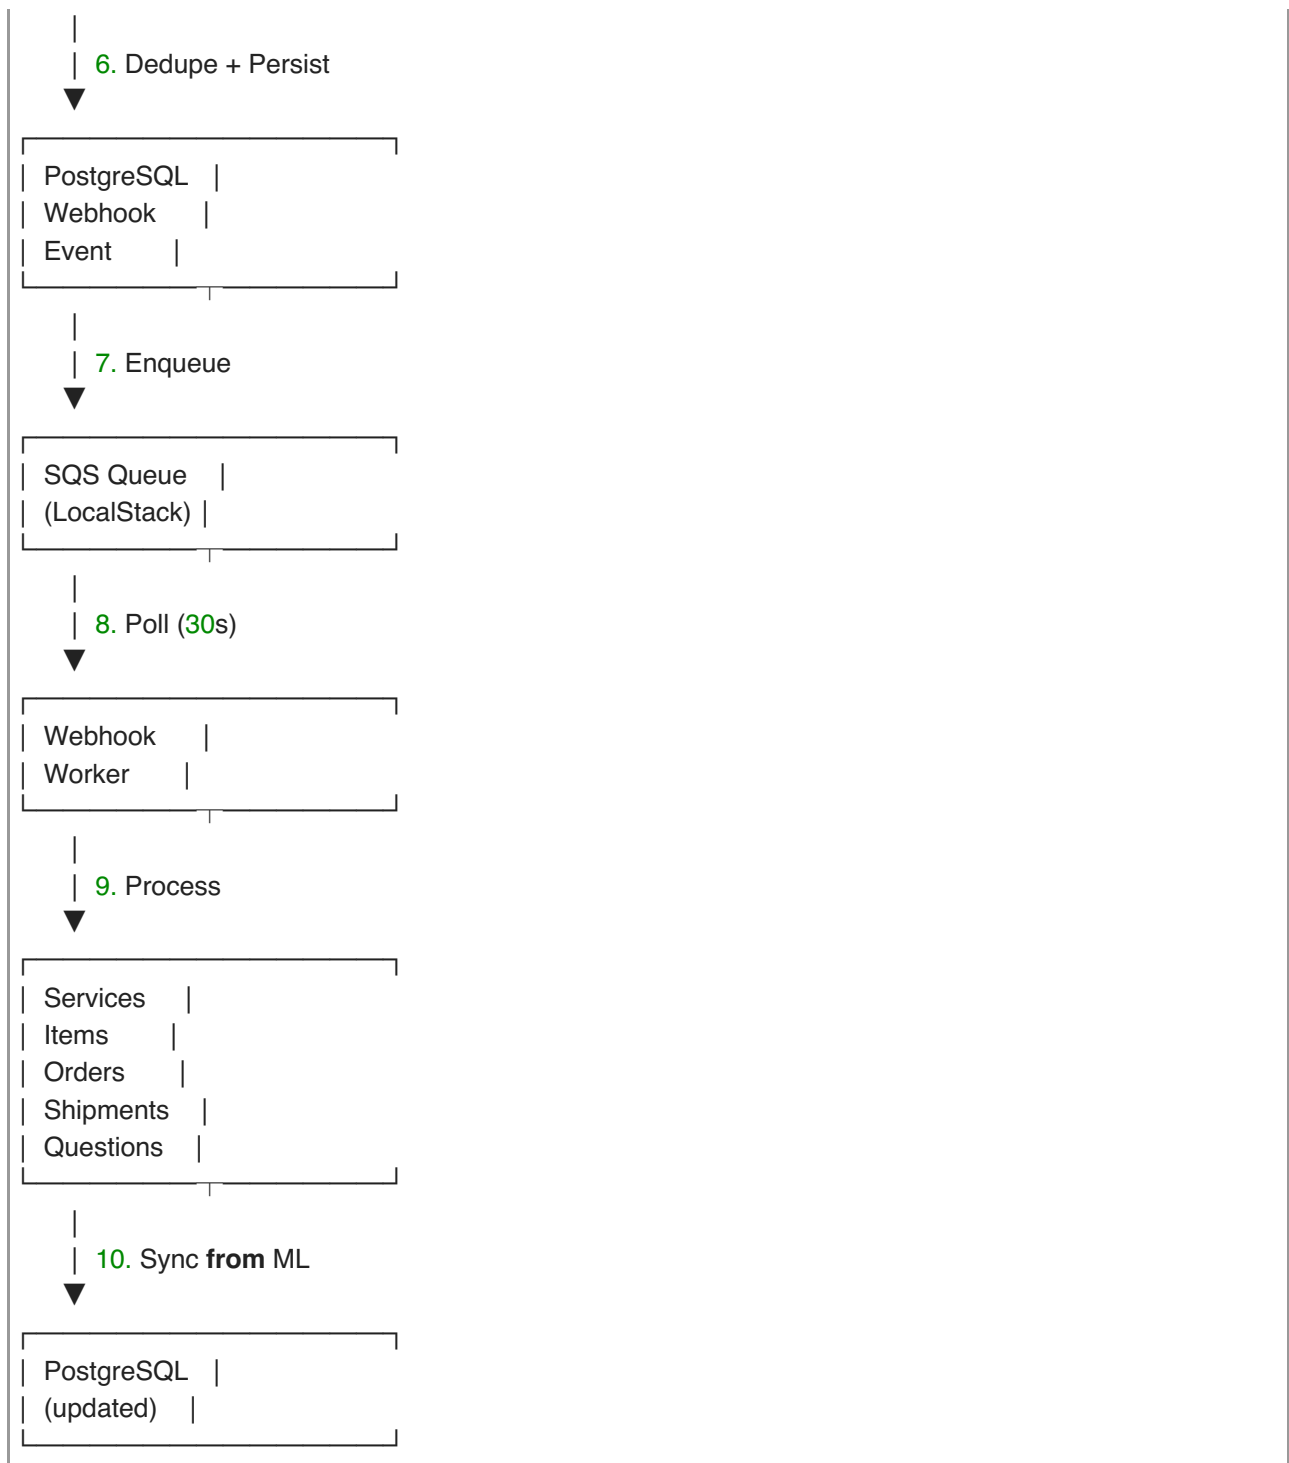 6. Dedupe + Persist
PostgreSQL
Webhook
Event
7. Enqueue
SQS Queue
(LocalStack)
8. Poll (30s)
Webhook
Worker
9. Process
Services
Items
Orders
Shipments
Questions
10. Sync from ML
PostgreSQL
(updated)